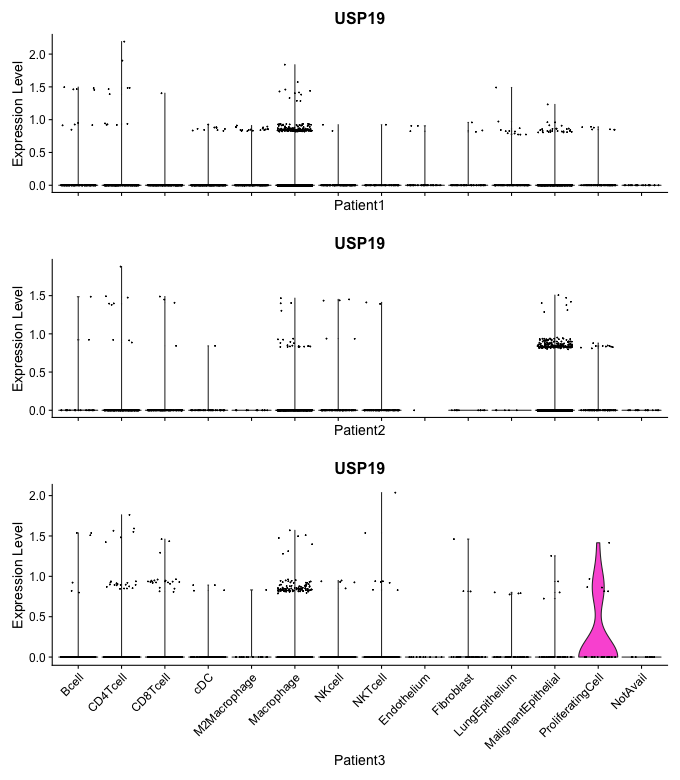 USP19
Expression Level
2.0
1.5
1.0
0.5
0.0
Patient1
USP19
Expression Level
1.5
1.0
0.5
0.0
Patient2
USP19
Expression Level
2.0
1.5
1.0
0.5
0.0
Bcell
CD4Tcell
CD8Tcell
cDC
M2Macrophage
Macrophage
NKcell
NKTcell
Endothelium
Fibroblast
LungEpithelium
MalignantEpithelial
ProliferatingCell
NotAvail
Patient3